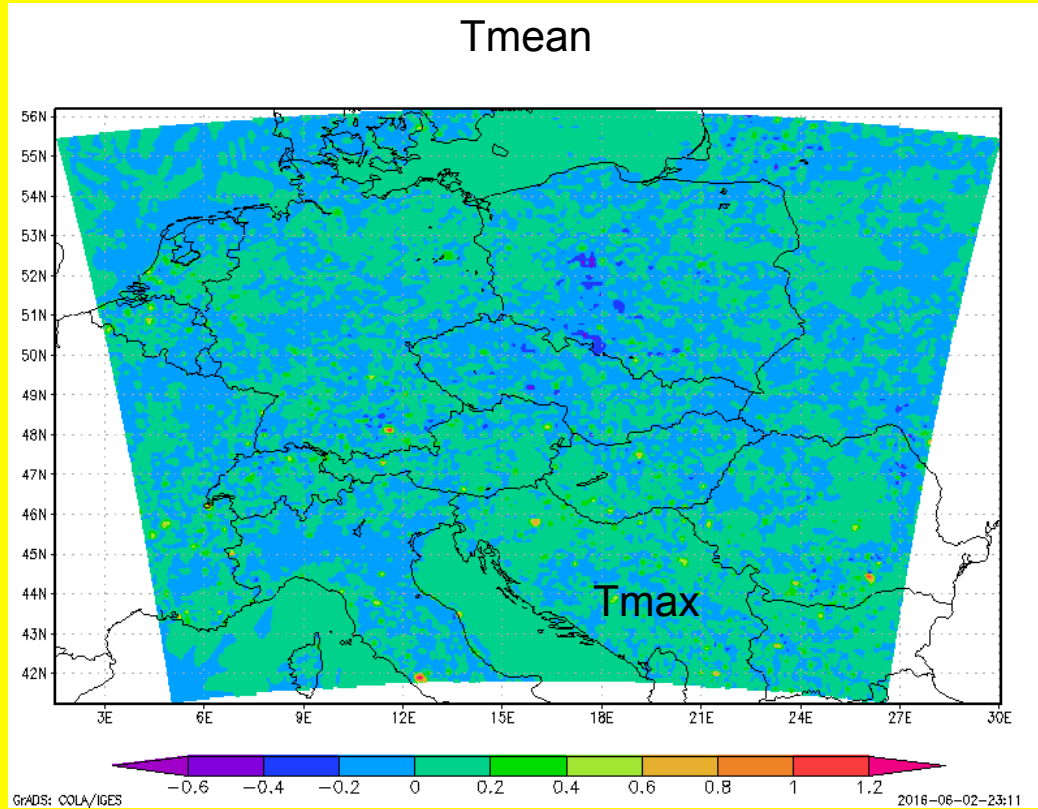 Tmean
56N
55N
54N
53N
52N
51N
50N
49N
48N
47N
46N
45N
44N
Tmax
43N
42N
3E 6E 9E 12E 15E 18E 21E 24E 27E 30E
−0.6 −0.4 −0.2 0 0.2 0.4 0.6 0.8 1 1.2
GrADS: COLA/IGES 2016-06-02-23:11